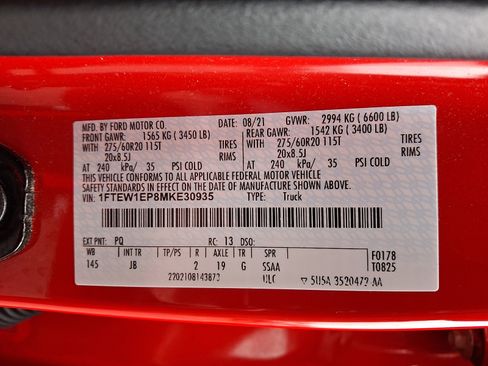 MFD. BY FORD MOTOR CO. 08/21 GVWR: 2994 KG ( 6600 LB)
FRONT GAWR: 1565 KG ( 3450 LB) REAR GAWR: 1542 KG ( 3400 LB)
WITH 275/60R20 115T TIRES WITH 275/60R20 115T TIRES
20x8.5J RIMS 20x8.5J RIMS
AT 240 kPa/ 35 PSI COLD AT 240 kPa/ 35 PSI COLD
THIS VEHICLE CONFORMS TO ALL APPLICABLE FEDERAL MOTOR VEHICLE
SAFETY STANDARDS IN EFFECT ON THE DATE OF MANUFACTURE SHOWN ABOVE.
VIN: 1FTEW1EP8MKE30935 TYPE: Truck
EXT PNT: PQ RC: 13 DSO:
WB INT TR TP/PS R AXLE TR SPR F0178
145 JB 2 19 G SSAA T0825
2202108143872 ULC ▽ 5U5A 3520472 AA